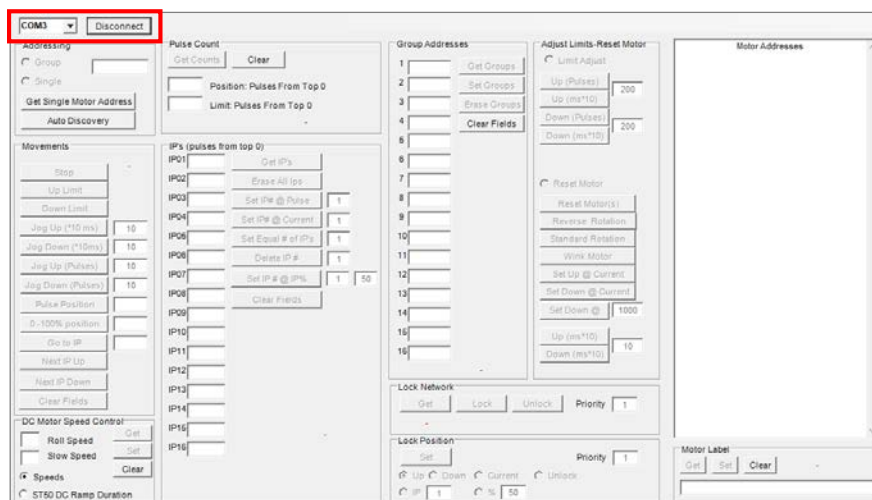 COM3 Disconnect
Addressing
Group
Single
Get Single Motor Address
Auto Discovery
Pulse Count
Get Counts Clear
Position: Pulses From Top 0
Limit: Pulses From Top 0
Group Addresses
1 Get Groups
2 Set Groups
3 Erase Groups
4 Clear Fields
5
6
7
8
9
10
11
12
13
14
15
16
Adjust Limits-Reset Motor
Limit Adjust
Up (Pulses) 200
Up (ms*10)
Down (Pulses) 200
Down (ms*10)
Reset Motor
Reset Motor(s)
Reverse Rotation
Standard Rotation
Wink Motor
Set Up @ Current
Set Down @ Current
Set Down @ 1000
Up (ms*10) 10
Down (ms*10)
Motor Addresses
Movements
Stop
Up Limit
Down Limit
Jog Up (*10 ms) 10
Jog Down (*10ms) 10
Jog Up (Pulses) 10
Jog Down (Pulses) 10
Pulse Position
0-100% position
Go to IP
Next IP Up
Next IP Down
Clear Fields
IP's (pulses from top 0)
IP01 Get IP's
IP02 Erase All Ips
IP03 Set IP# @ Pulse 1
IP04 Set IP# @ Current 1
IP05 Set Equal # of IP's 1
IP06 Delete IP # 1
IP07 Set IP # @ IP% 1 50
IP08 Clear Fields
IP09
IP10
IP11
IP12
IP13
IP14
IP15
IP16
DC Motor Speed Control
Roll Speed Get
Slow Speed Set
Speeds Clear
ST50 DC Ramp Duration
Lock Network
Get Lock Unlock Priority 1
Lock Position
Set Priority 1
Up Down Current Unlock
IP 1 % 50
Motor Label
Get Set Clear